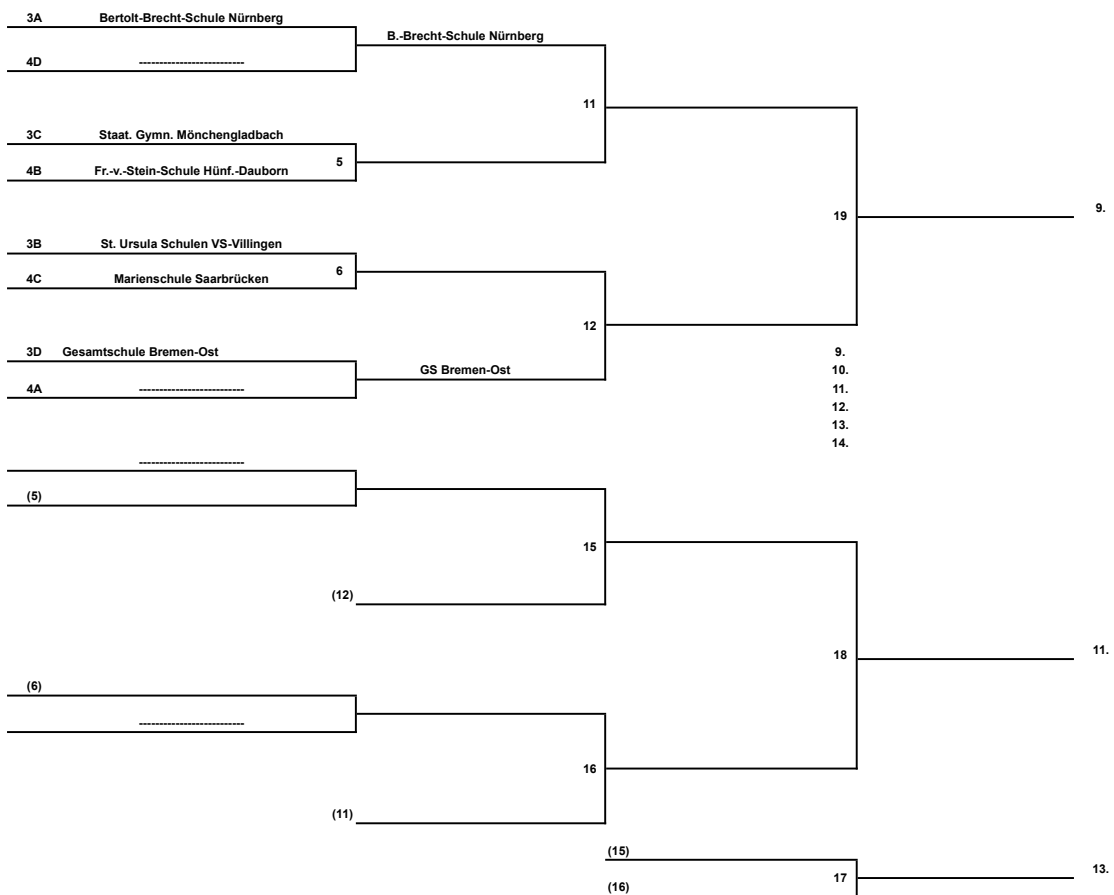 3A Bertolt-Brecht-Schule Nürnberg
B.-Brecht-Schule Nürnberg
4D -------------------------
11
3C Staat. Gymn. Mönchengladbach
5
4B Fr.-v.-Stein-Schule Hünf.-Dauborn
9.
19
3B St. Ursula Schulen VS-Villingen
6
4C Marienschule Saarbrücken
12
3D Gesamtschule Bremen-Ost
9.
GS Bremen-Ost
10.
4A -------------------------
11.
12.
13.
14.
-------------------------
(5)
15
(12)
11.
18
(6)
-------------------------
16
(11)
(15)
13.
17
(16)